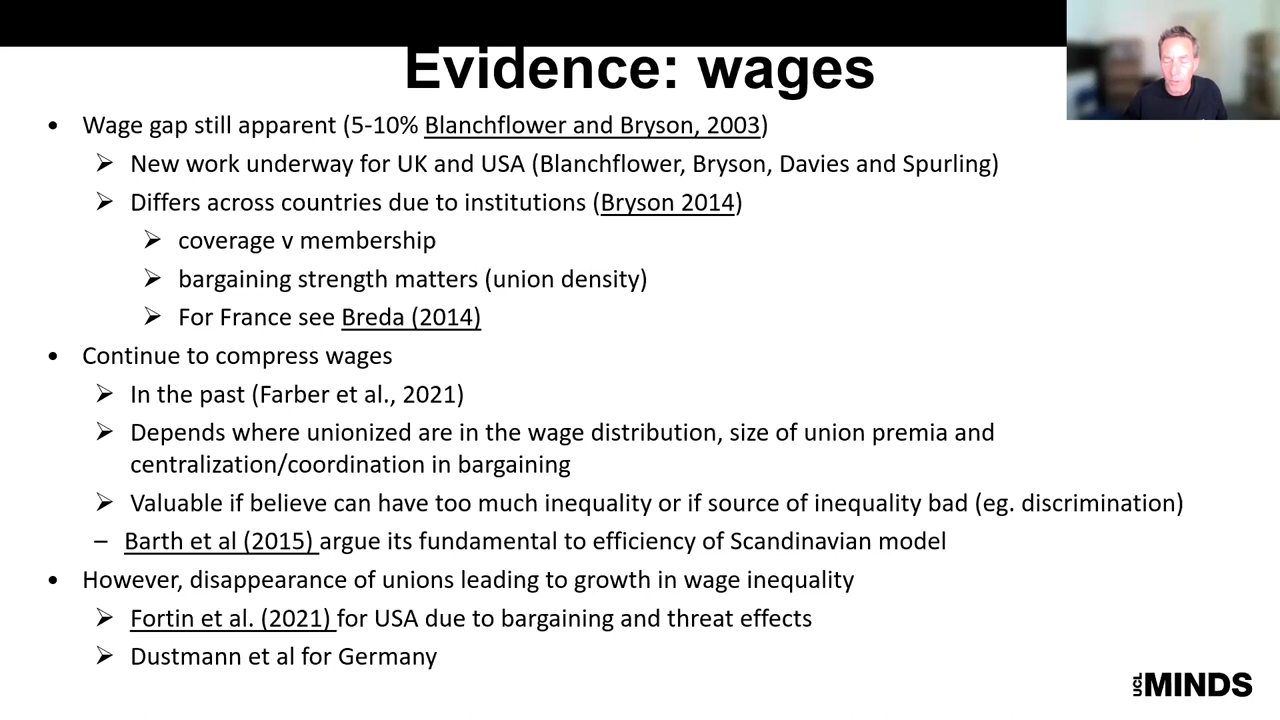 Evidence: wages
• Wage gap still apparent (5-10% Blanchflower and Bryson, 2003)
➢ New work underway for UK and USA (Blanchflower, Bryson, Davies and Spurling)
➢ Differs across countries due to institutions (Bryson 2014)
➢ coverage v membership
➢ bargaining strength matters (union density)
➢ For France see Breda (2014)
• Continue to compress wages
➢ In the past (Farber et al., 2021)
➢ Depends where unionized are in the wage distribution, size of union premia and
centralization/coordination in bargaining
➢ Valuable if believe can have too much inequality or if source of inequality bad (eg. discrimination)
– Barth et al (2015) argue its fundamental to efficiency of Scandinavian model
• However, disappearance of unions leading to growth in wage inequality
➢ Fortin et al. (2021) for USA due to bargaining and threat effects
➢ Dustmann et al for Germany
UCL MINDS